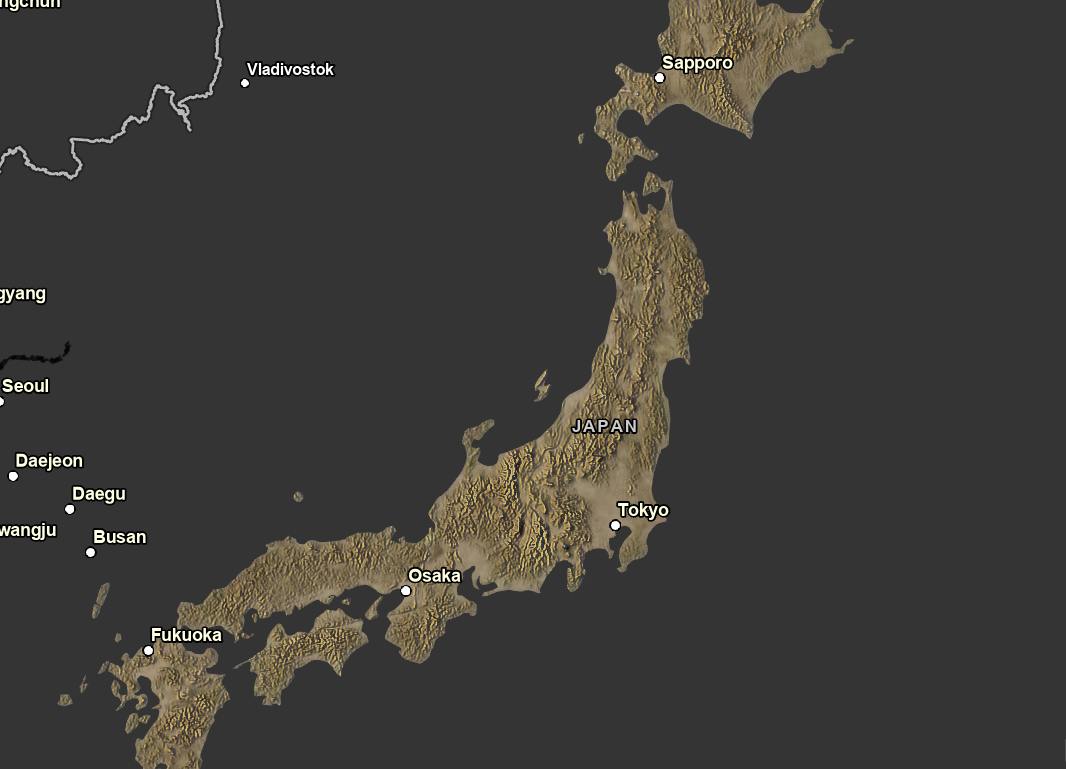 Vladivostok
Sapporo
Seoul
JAPAN
Daejeon
Daegu
Tokyo
Busan
Osaka
Fukuoka